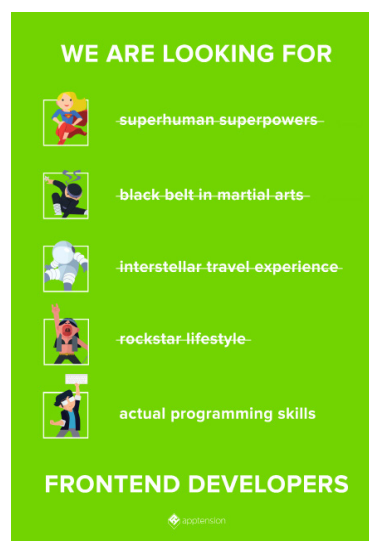 WE ARE LOOKING FOR
superhuman superpowers
black belt in martial arts
interstellar travel experience
rockstar lifestyle
actual programming skills
FRONTEND DEVELOPERS
apptension